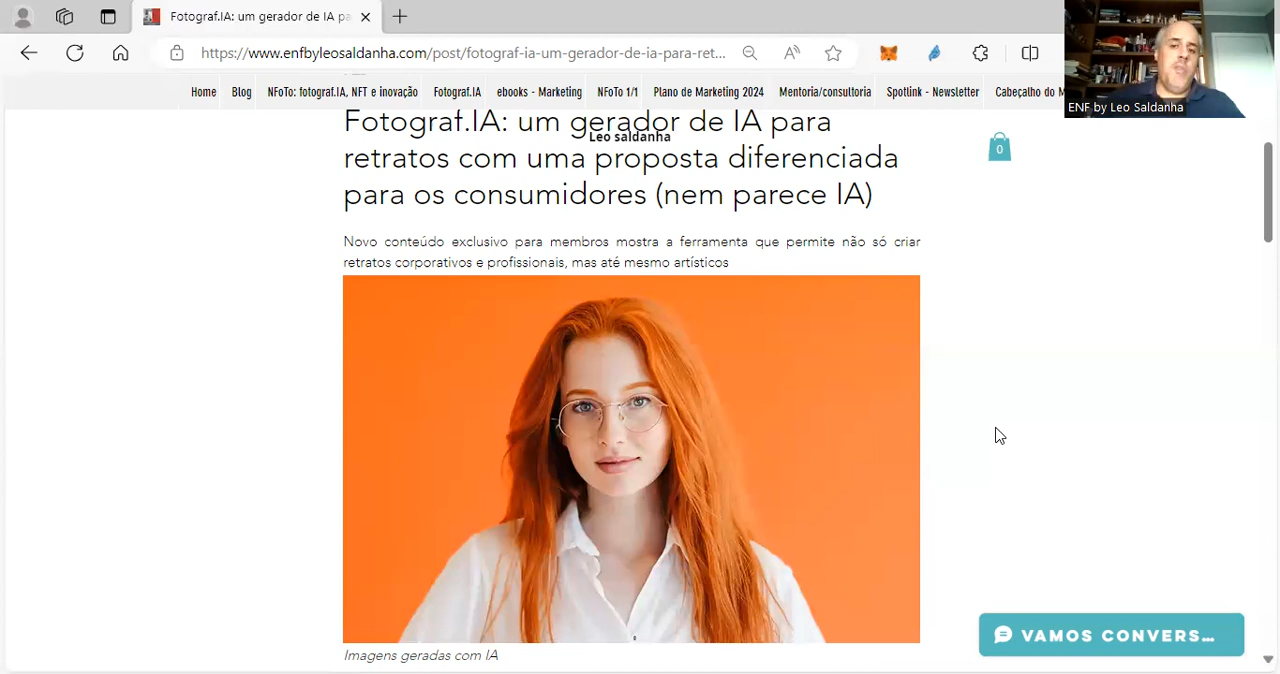 Fotograf.IA: um gerador de IA pa
https://www.enfbyleosaldanha.com/post/fotograf-ia-um-gerador-de-ia-para-ret...
ENF by Leo Saldanha
Home
Blog
NFoTo: fotograf.IA, NFT e inovação
Fotograf.IA
ebooks - Marketing
NFoTo 1/1
Plano de Marketing 2024
Mentoria/consultoria
Spotlink - Newsletter
Cabeçalho do M
Leo saldanha
0
Fotograf.IA: um gerador de IA para
retratos com uma proposta diferenciada
para os consumidores (nem parece IA)
Novo conteúdo exclusivo para membros mostra a ferramenta que permite não só criar
retratos corporativos e profissionais, mas até mesmo artísticos
Imagens geradas com IA
VAMOS CONVERS...